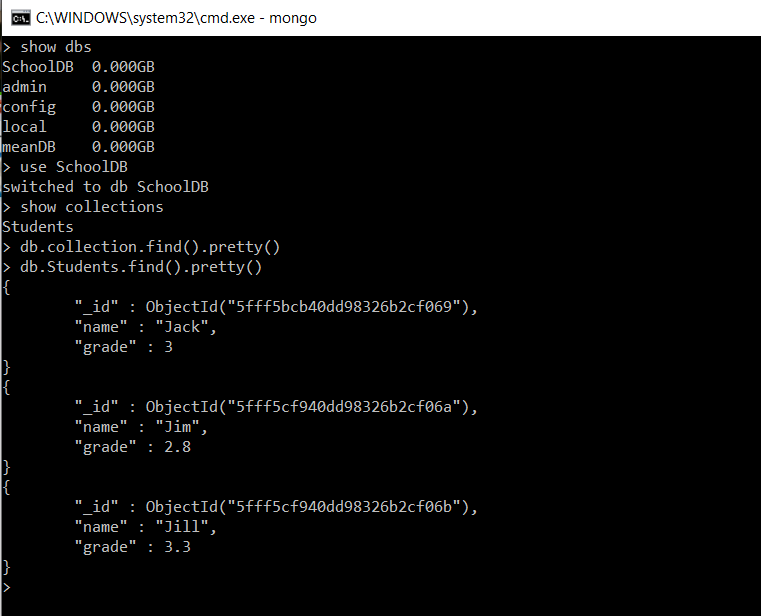 C:\WINDOWS\system32\cmd.exe - mongo
> show dbs
SchoolDB  0.000GB
admin     0.000GB
config    0.000GB
local     0.000GB
meanDB    0.000GB
> use SchoolDB
switched to db SchoolDB
> show collections
Students
> db.collection.find().pretty()
> db.Students.find().pretty()
{
        "_id" : ObjectId("5fff5bcb40dd98326b2cf069"),
        "name" : "Jack",
        "grade" : 3
}
{
        "_id" : ObjectId("5fff5cf940dd98326b2cf06a"),
        "name" : "Jim",
        "grade" : 2.8
}
{
        "_id" : ObjectId("5fff5cf940dd98326b2cf06b"),
        "name" : "Jill",
        "grade" : 3.3
}
>